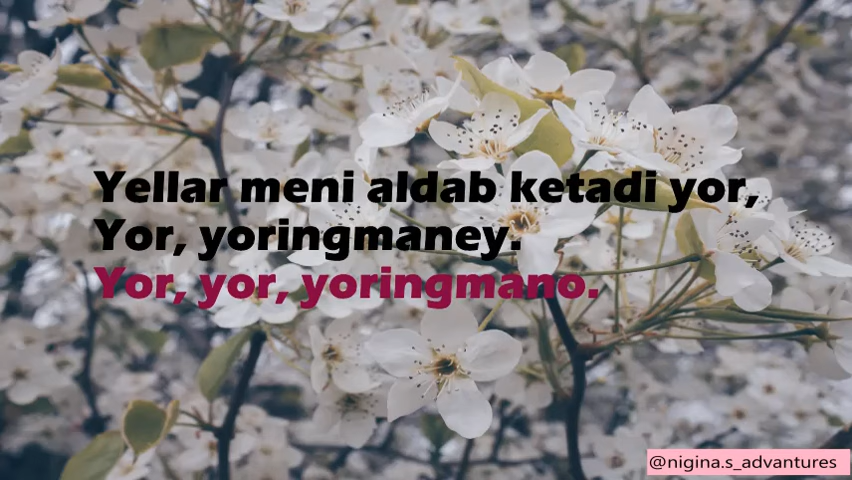 Yellar meni aldab ketadi yor,
Yor, yoringmaney.
Yor, yor, yoringmano.
@nigina.s_advantures